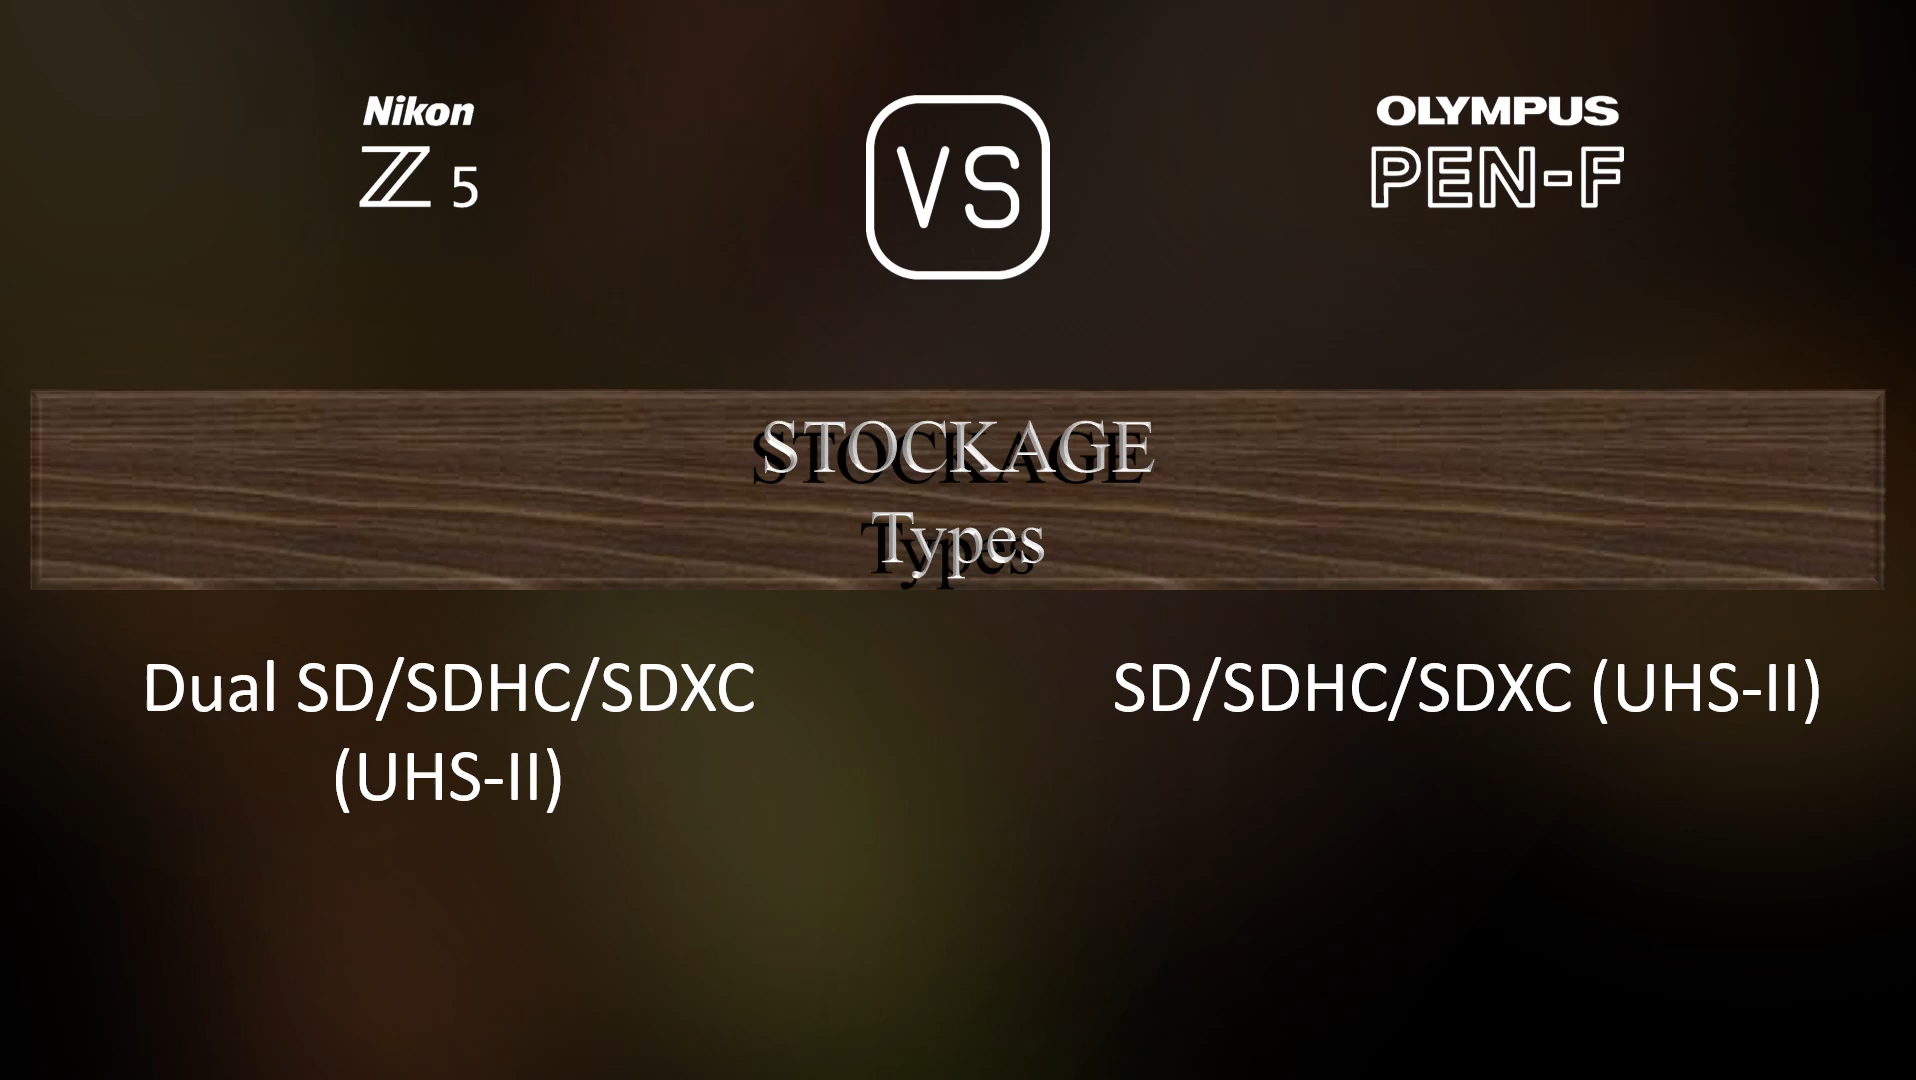 Nikon
Z 5
VS
OLYMPUS
PEN-F
STOCKAGE
Types
Dual SD/SDHC/SDXC
(UHS-II)
SD/SDHC/SDXC (UHS-II)